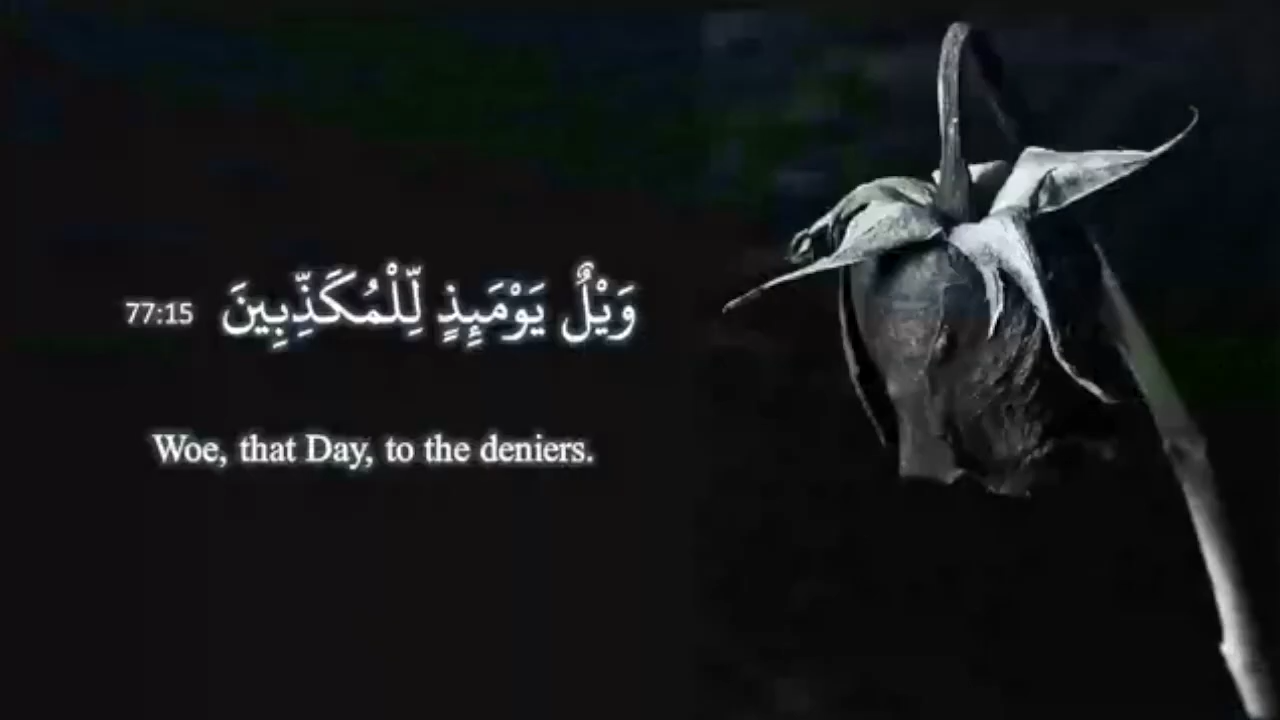 وَيْلٌ يَوْمَئِذٍ لِّلْمُكَذِّبِينَ 77:15
Woe, that Day, to the deniers.